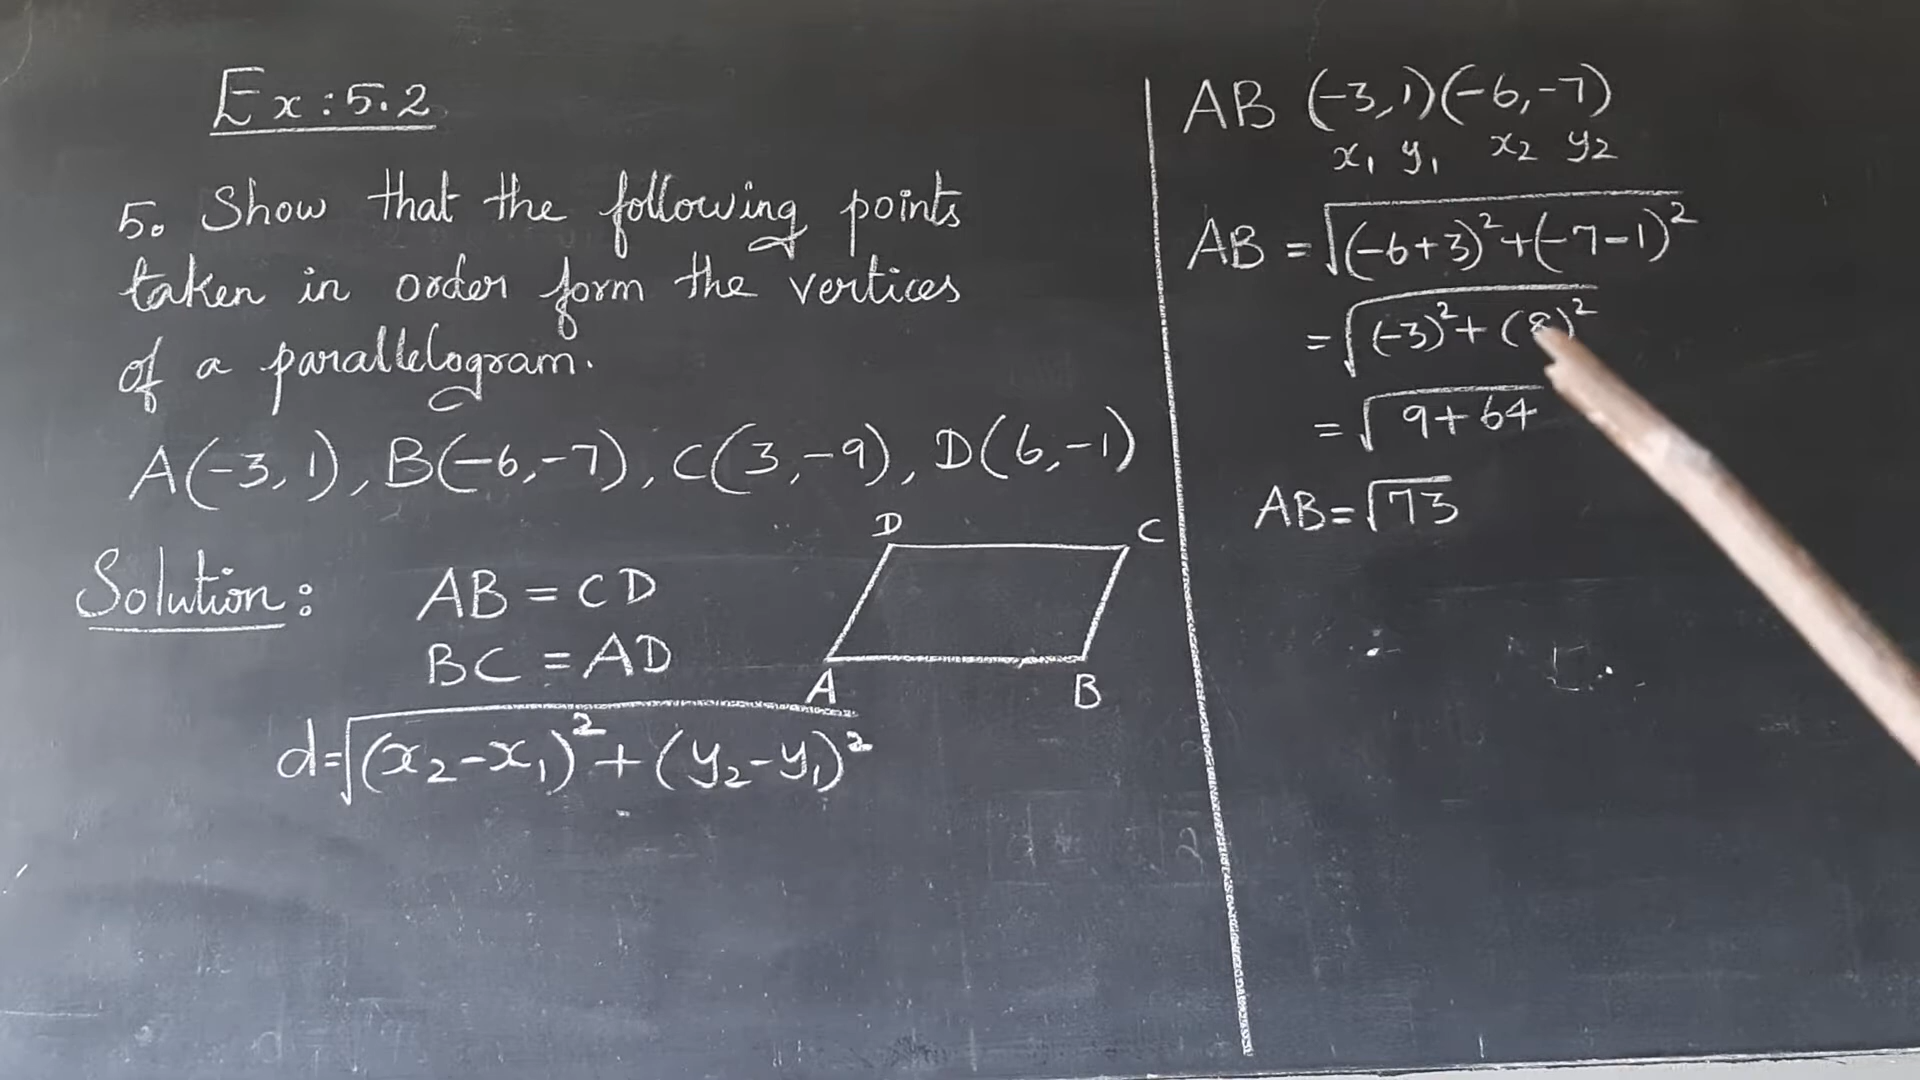 Ex:5.2
5. Show that the following points
taken in order form the vertices
of a parallelogram.
A(-3,1), B(-6,-7), C(3,-9), D(6,-1)
Solution: AB = CD
BC = AD
d=√(x₂-x₁)²+(y₂-y₁)²
D C
A B
AB (-3,1)(-6,-7)
x₁ y₁ x₂ y₂
AB = √(-6+3)²+(-7-1)²
= √(-3)²+(8)²
= √9+64
AB=√73